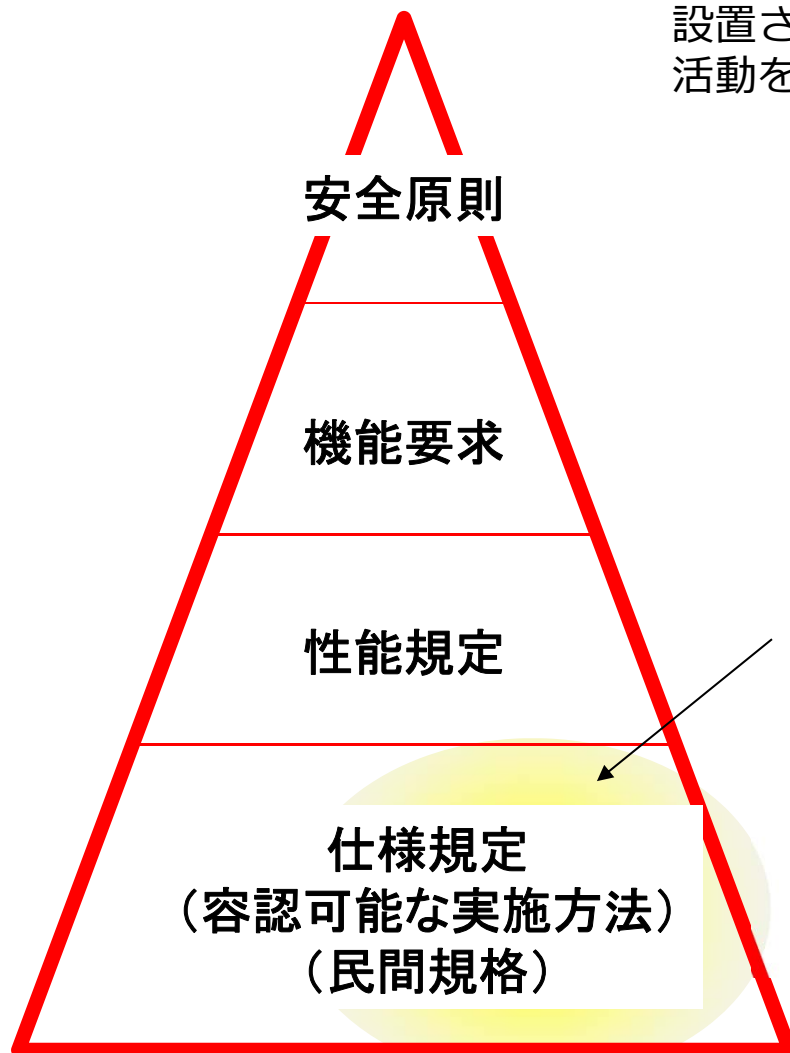 設置さ
活動を
安全原則
機能要求
性能規定
仕様規定
（容認可能な実施方法）
（民間規格）